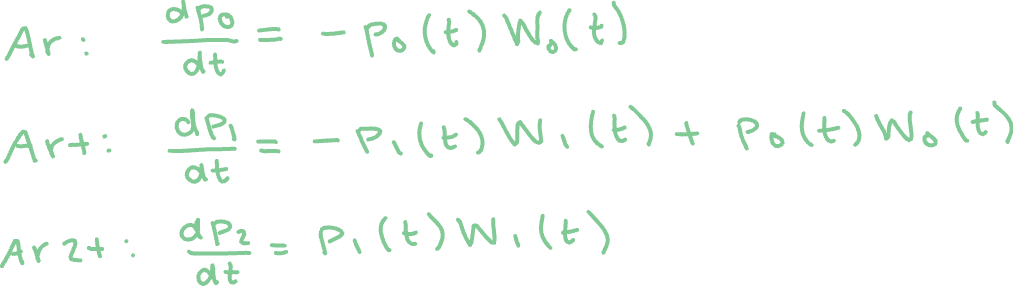 Ar: dp₀/dt = - p₀(t) W₀(t)
Ar+: dp₁/dt = - p₁(t) W₁(t) + p₀(t) W₀(t)
Ar2+: dp₂/dt = p₁(t) W₁(t)